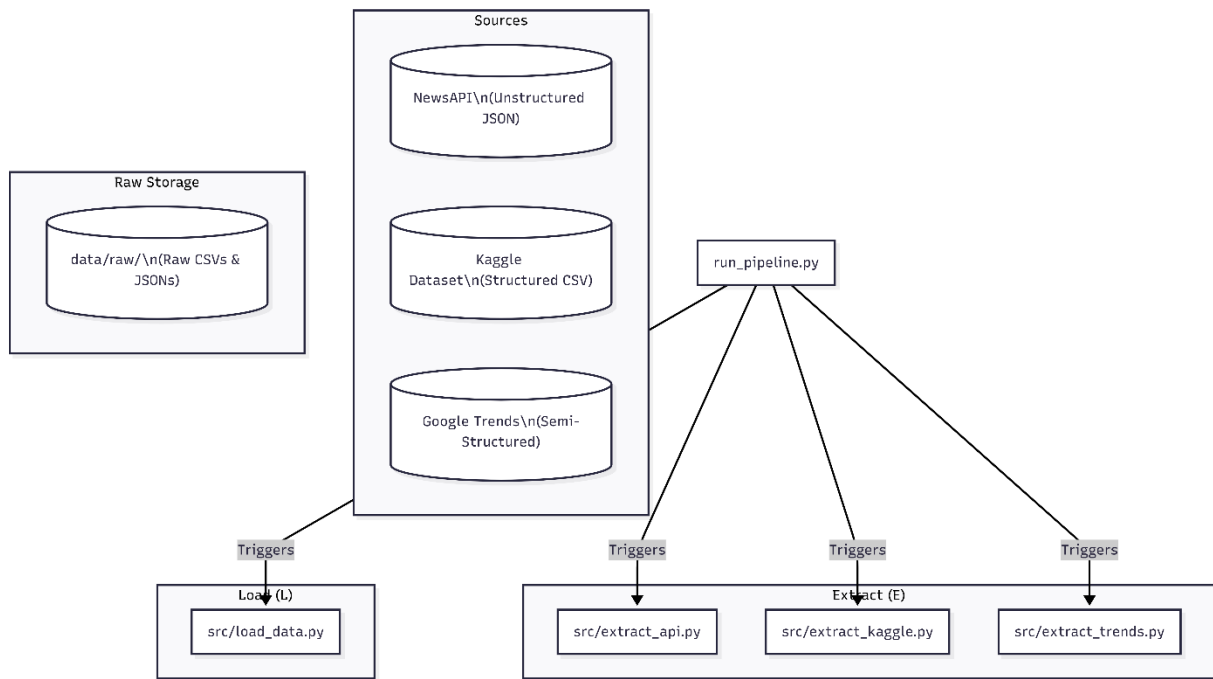 Sources
NewsAPI\n(Unstructured
JSON)
Raw Storage
data/raw/\n(Raw CSVs &
JSONs)
Kaggle
Dataset\n(Structured CSV)
run_pipeline.py
Google Trends\n(Semi-
Structured)
Triggers
Triggers
Triggers
Triggers
Load (L)
Extract (E)
src/load_data.py
src/extract_api.py
src/extract_kaggle.py
src/extract_trends.py